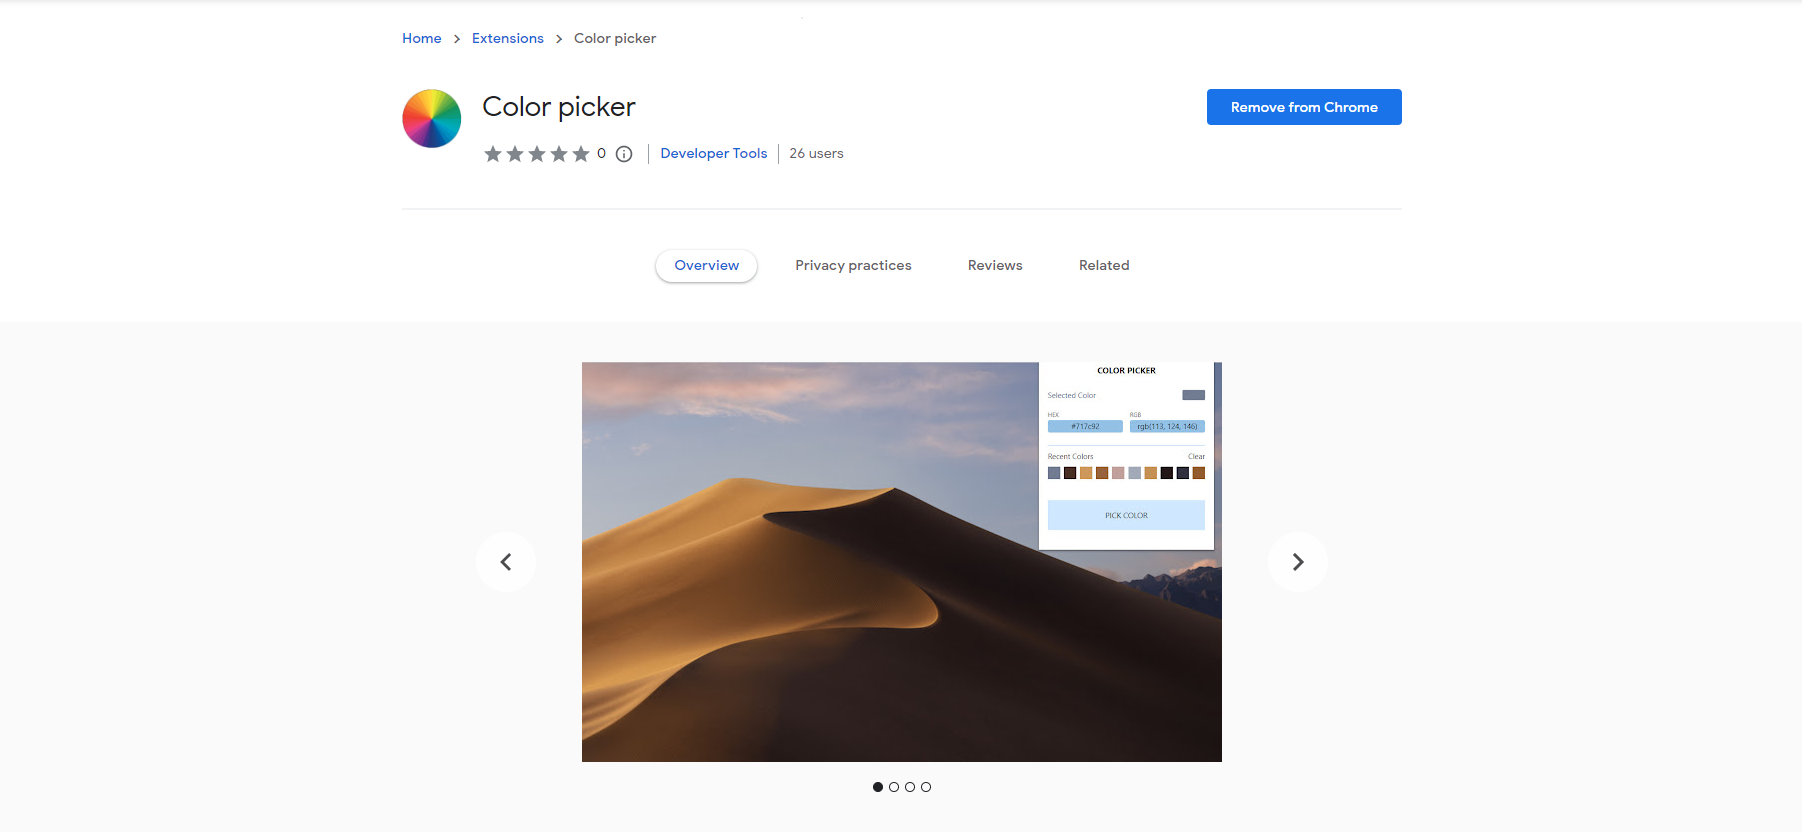 Home > Extensions > Color picker
Color picker
Remove from Chrome
0 Developer Tools 26 users
Overview Privacy practices Reviews Related
COLOR PICKER
Selected Color
HEX RGB
#717c92 rgb(113, 124, 146)
Recent Colors Clear
PICK COLOR